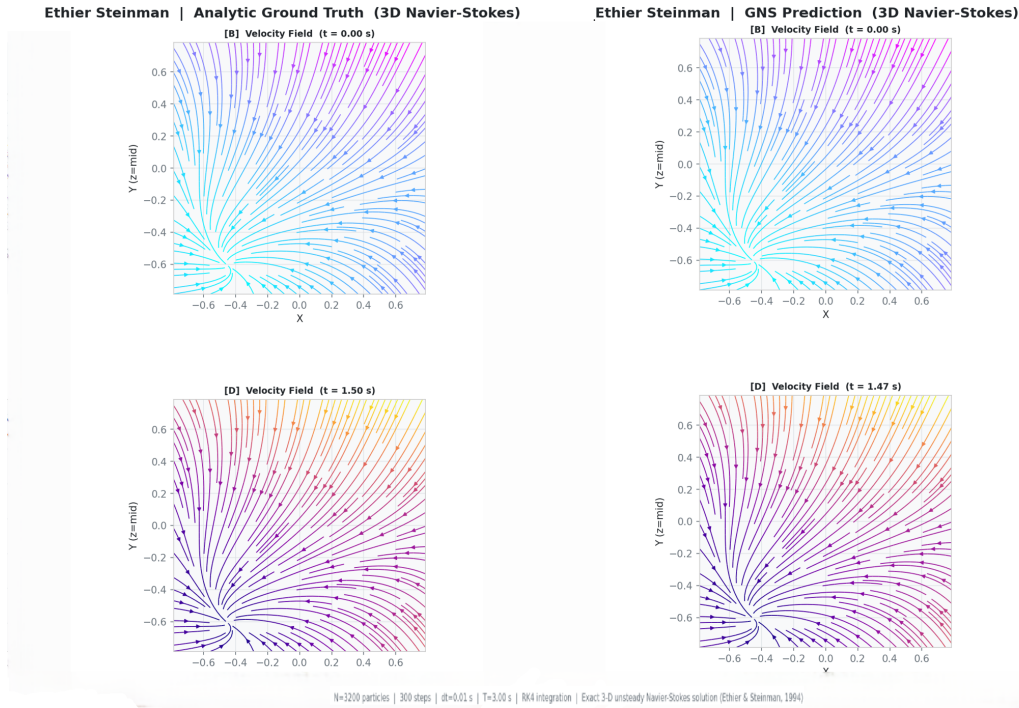 Ethier Steinman | Analytic Ground Truth (3D Navier-Stokes)
[B] Velocity Field (t = 0.00 s)
0.6
0.4
0.2
0.0
−0.2
−0.4
−0.6
Y (z=mid)
−0.6 −0.4 −0.2 0.0 0.2 0.4 0.6
X
[D] Velocity Field (t = 1.50 s)
0.6
0.4
0.2
0.0
−0.2
−0.4
−0.6
Y (z=mid)
−0.6 −0.4 −0.2 0.0 0.2 0.4 0.6
Ethier Steinman | GNS Prediction (3D Navier-Stokes)
[B] Velocity Field (t = 0.00 s)
0.6
0.4
0.2
0.0
−0.2
−0.4
−0.6
Y (z=mid)
−0.6 −0.4 −0.2 0.0 0.2 0.4 0.6
X
[D] Velocity Field (t = 1.47 s)
0.6
0.4
0.2
0.0
−0.2
−0.4
−0.6
Y (z=mid)
−0.6 −0.4 −0.2 0.0 0.2 0.4 0.6
X
N=3200 particles | 300 steps | dt=0.01 s | T=3.00 s | RK4 integration | Exact 3-D unsteady Navier-Stokes solution (Ethier & Steinman, 1994)